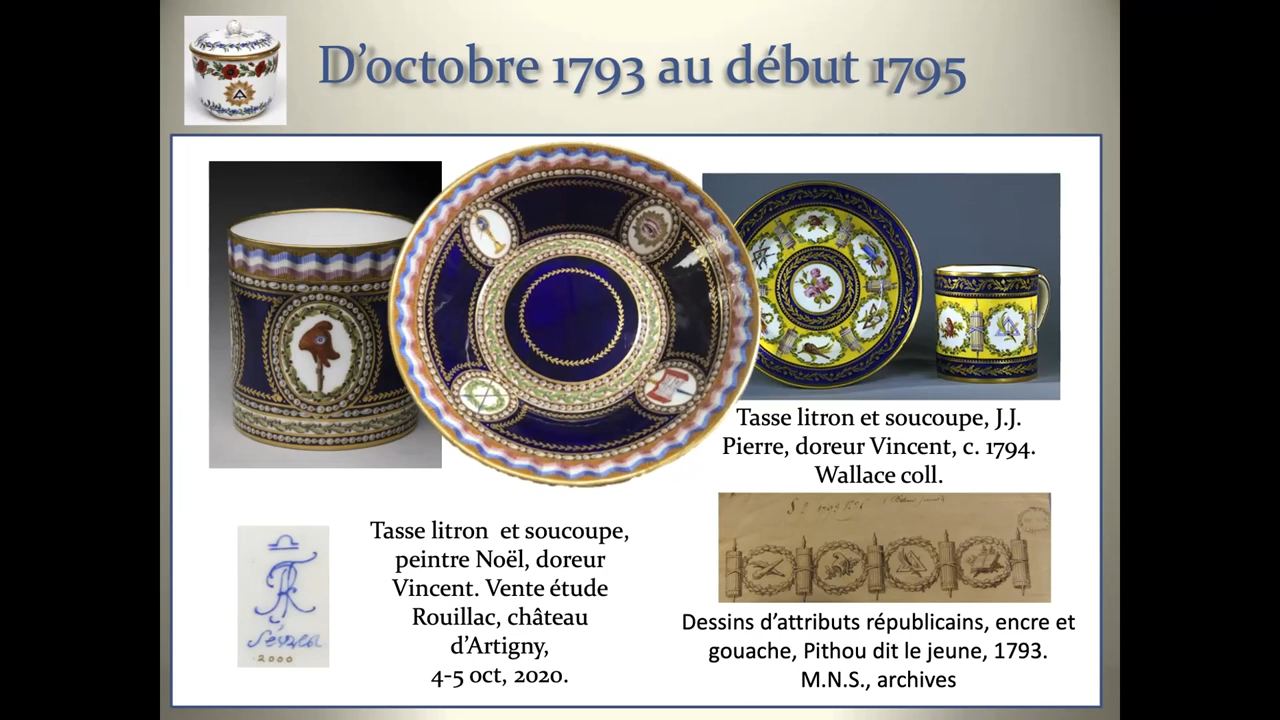 D’octobre 1793 au début 1795
Tasse litron et soucoupe, J.J.
Pierre, doreur Vincent, c. 1794.
Wallace coll.
Tasse litron et soucoupe,
peintre Noël, doreur
Vincent. Vente étude
Rouillac, château
d’Artigny,
4-5 oct, 2020.
Sèvres
2000
Dessins d’attributs républicains, encre et
gouache, Pithou dit le jeune, 1793.
M.N.S., archives